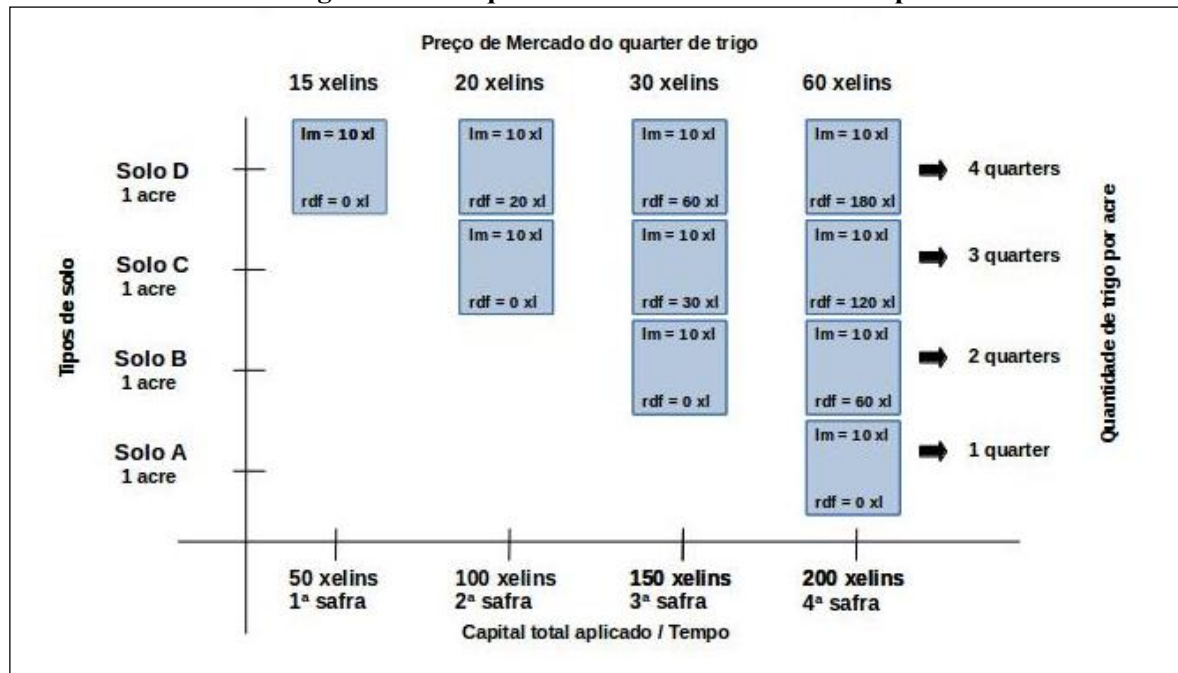 Preço de Mercado do quarter de trigo
15 xelins 20 xelins 30 xelins 60 xelins
lm = 10 xl lm = 10 xl lm = 10 xl lm = 10 xl
Solo D
1 acre
4 quarters
rdf = 0 xl rdf = 20 xl rdf = 60 xl rdf = 180 xl
lm = 10 xl lm = 10 xl lm = 10 xl
Solo C
1 acre
3 quarters
rdf = 0 xl rdf = 30 xl rdf = 120 xl
lm = 10 xl lm = 10 xl
Solo B
1 acre
2 quarters
rdf = 0 xl rdf = 60 xl
lm = 10 xl
Solo A
1 acre
1 quarter
rdf = 0 xl
Tipos de solo
Quantidade de trigo por acre
50 xelins 100 xelins 150 xelins 200 xelins
1ª safra 2ª safra 3ª safra 4ª safra
Capital total aplicado / Tempo